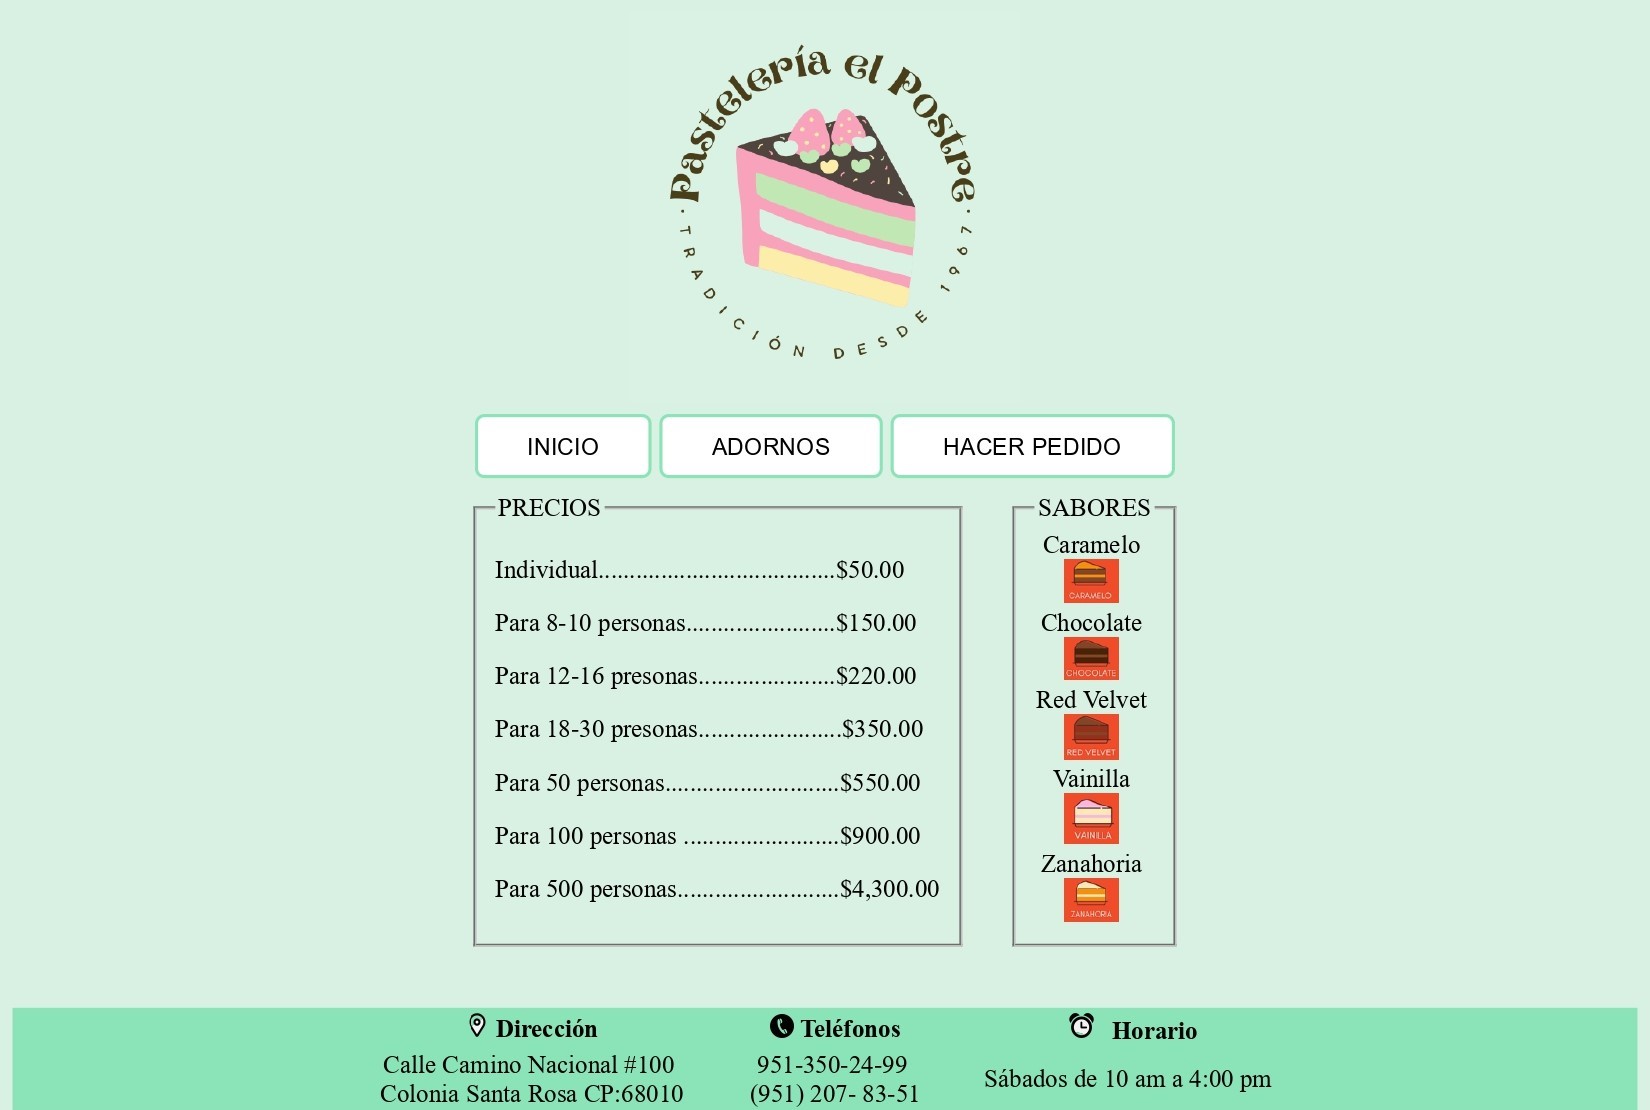 Pastelería el Postre
· TRADICIÓN DESDE 1997 ·
INICIO
ADORNOS
HACER PEDIDO
PRECIOS
Individual......................................$50.00
Para 8-10 personas........................$150.00
Para 12-16 presonas......................$220.00
Para 18-30 presonas.......................$350.00
Para 50 personas............................$550.00
Para 100 personas .........................$900.00
Para 500 personas..........................$4,300.00
SABORES
Caramelo
CARAMELO
Chocolate
CHOCOLATE
Red Velvet
RED VELVET
Vainilla
VAINILLA
Zanahoria
ZANAHORIA
Dirección
Calle Camino Nacional #100
Colonia Santa Rosa CP:68010
Teléfonos
951-350-24-99
(951) 207- 83-51
Horario
Sábados de 10 am a 4:00 pm